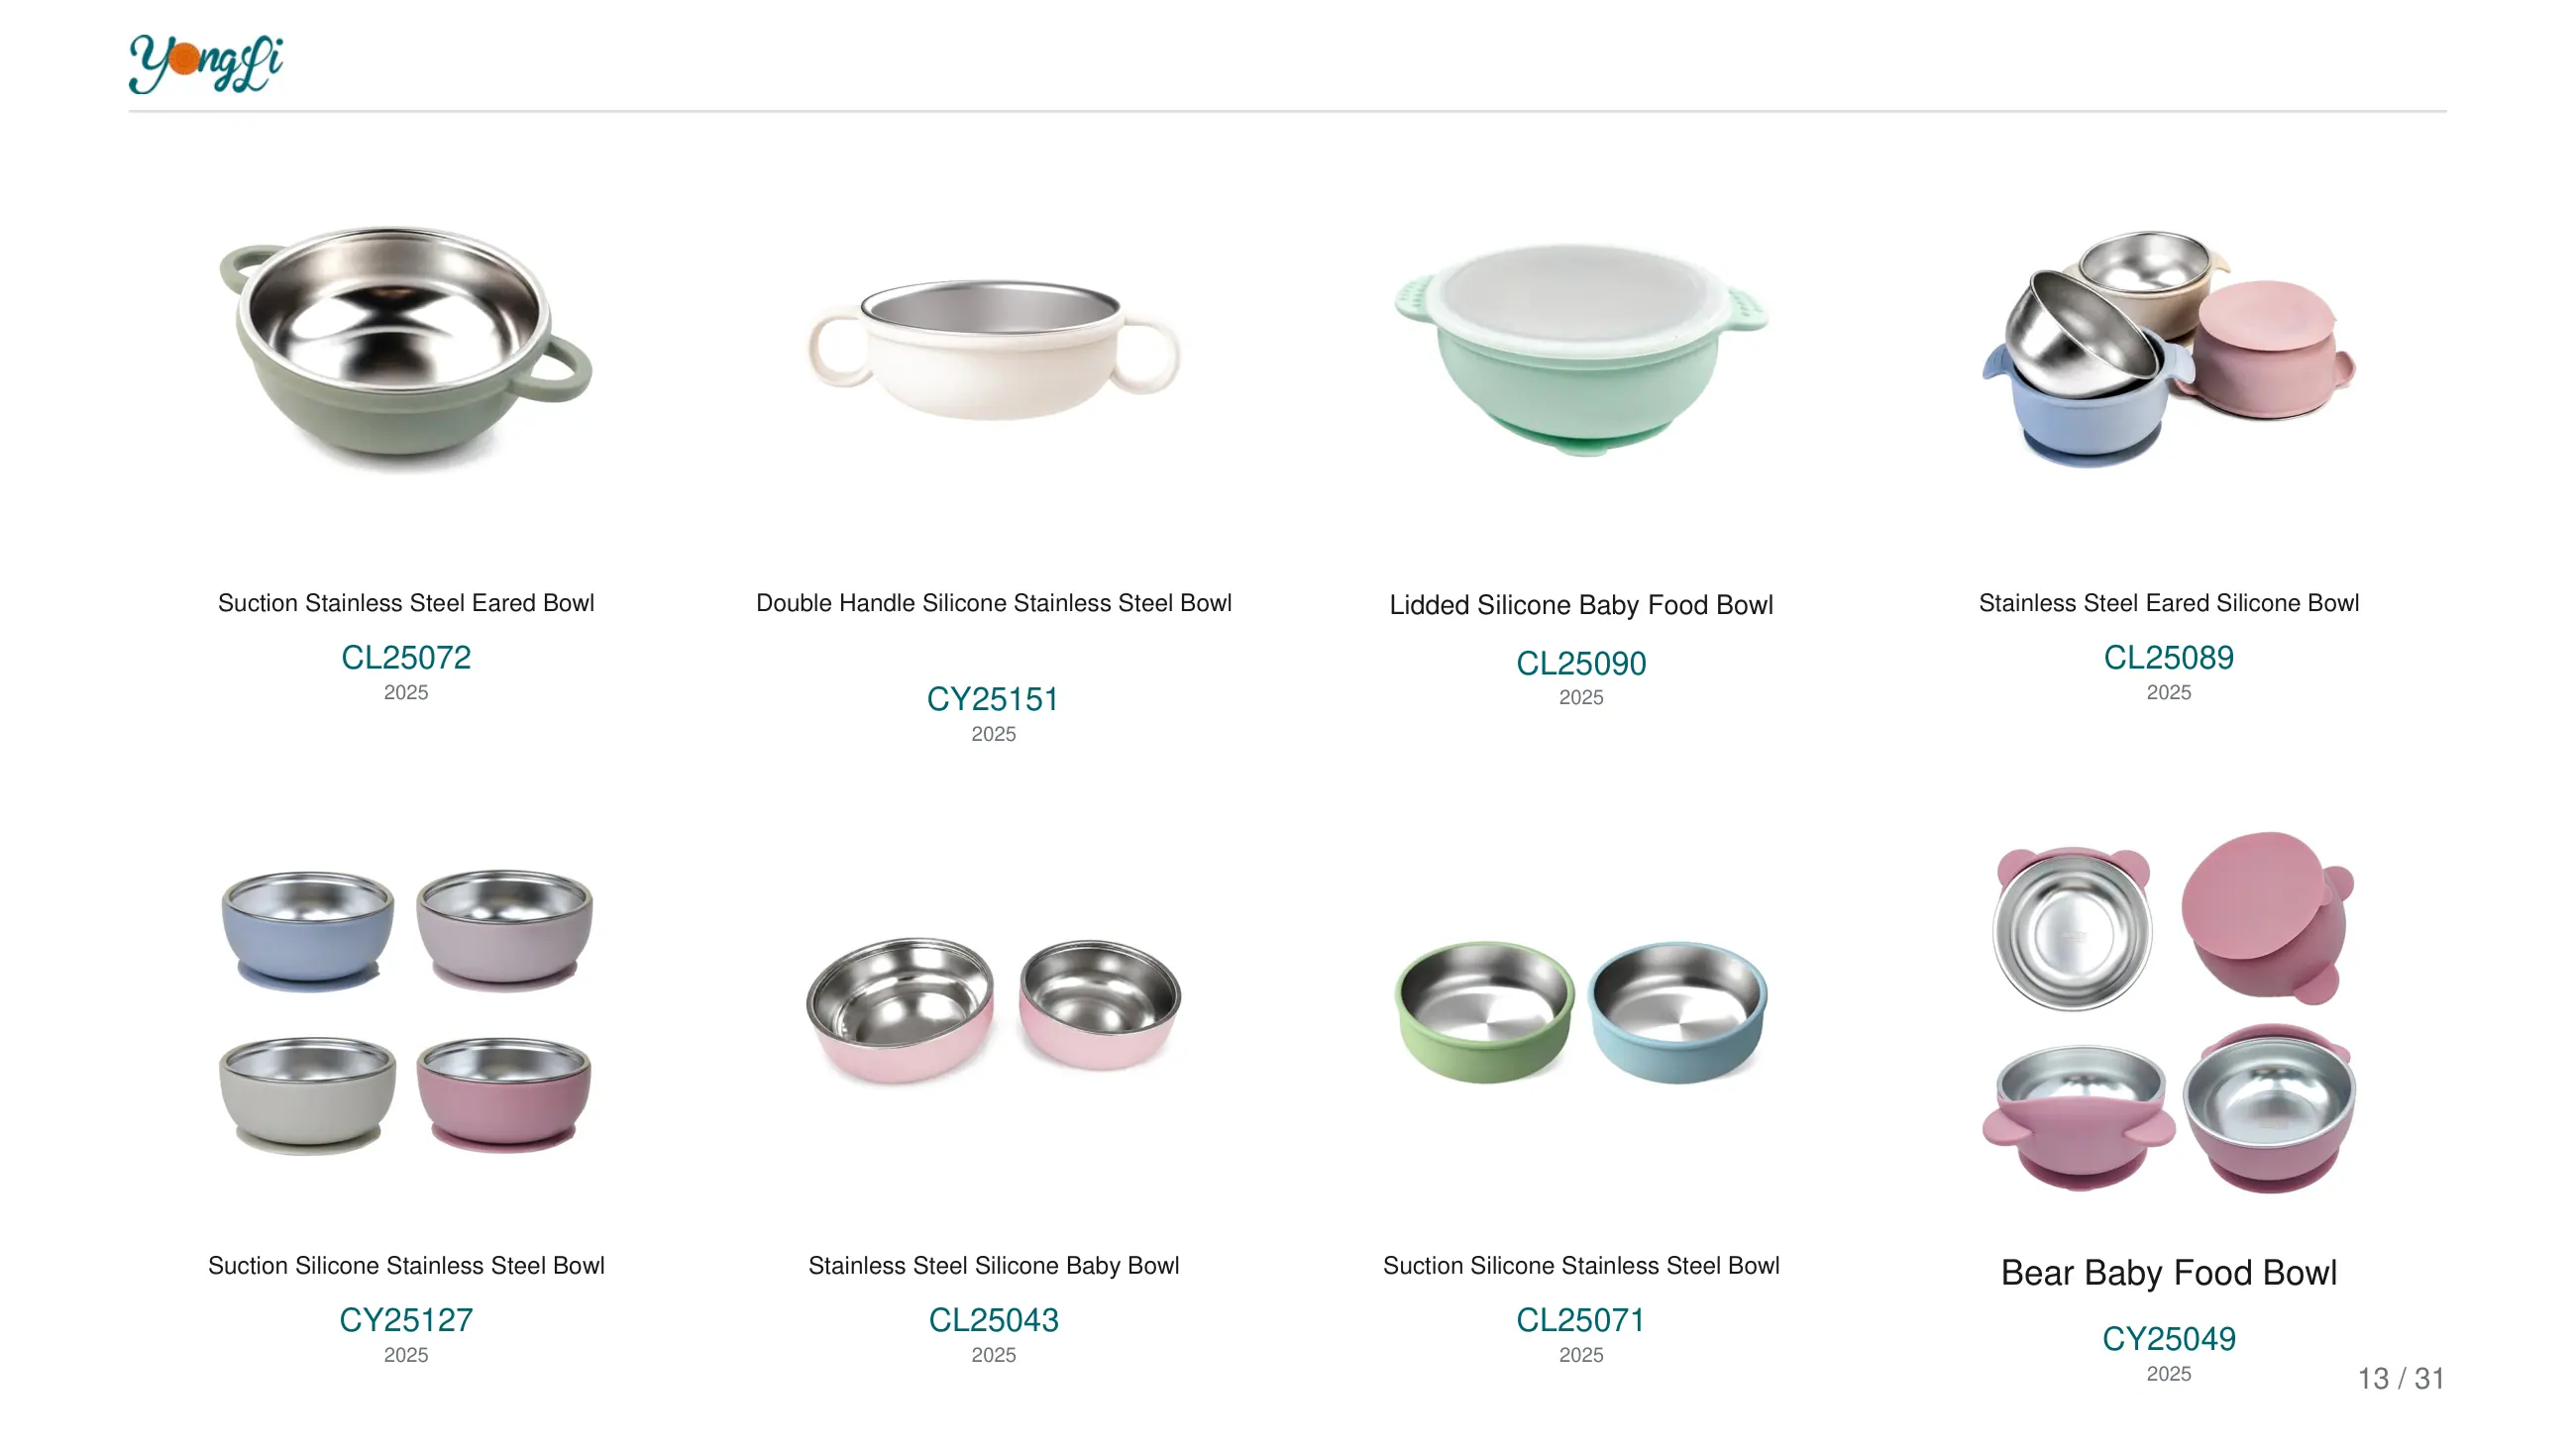 YongLi
Suction Stainless Steel Eared Bowl
CL25072
2025
Double Handle Silicone Stainless Steel Bowl
CY25151
2025
Lidded Silicone Baby Food Bowl
CL25090
2025
Stainless Steel Eared Silicone Bowl
CL25089
2025
Suction Silicone Stainless Steel Bowl
CY25127
2025
Stainless Steel Silicone Baby Bowl
CL25043
2025
Suction Silicone Stainless Steel Bowl
CL25071
2025
Bear Baby Food Bowl
CY25049
2025
13 / 31